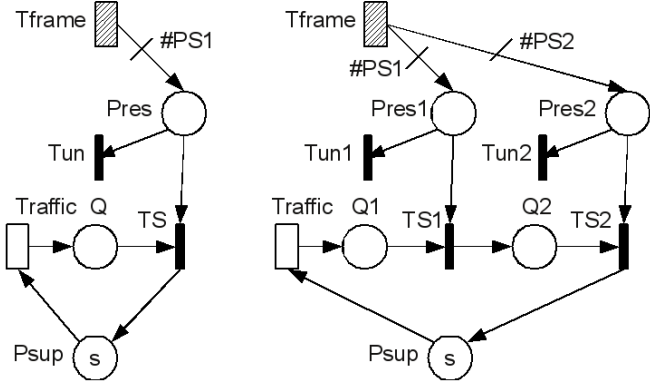 Tframe
#PS1
Pres
Tun
Traffic
Q
TS
Psup
s
Tframe
#PS1
#PS2
Pres1
Pres2
Tun1
Tun2
Traffic
Q1
TS1
Q2
TS2
Psup
s